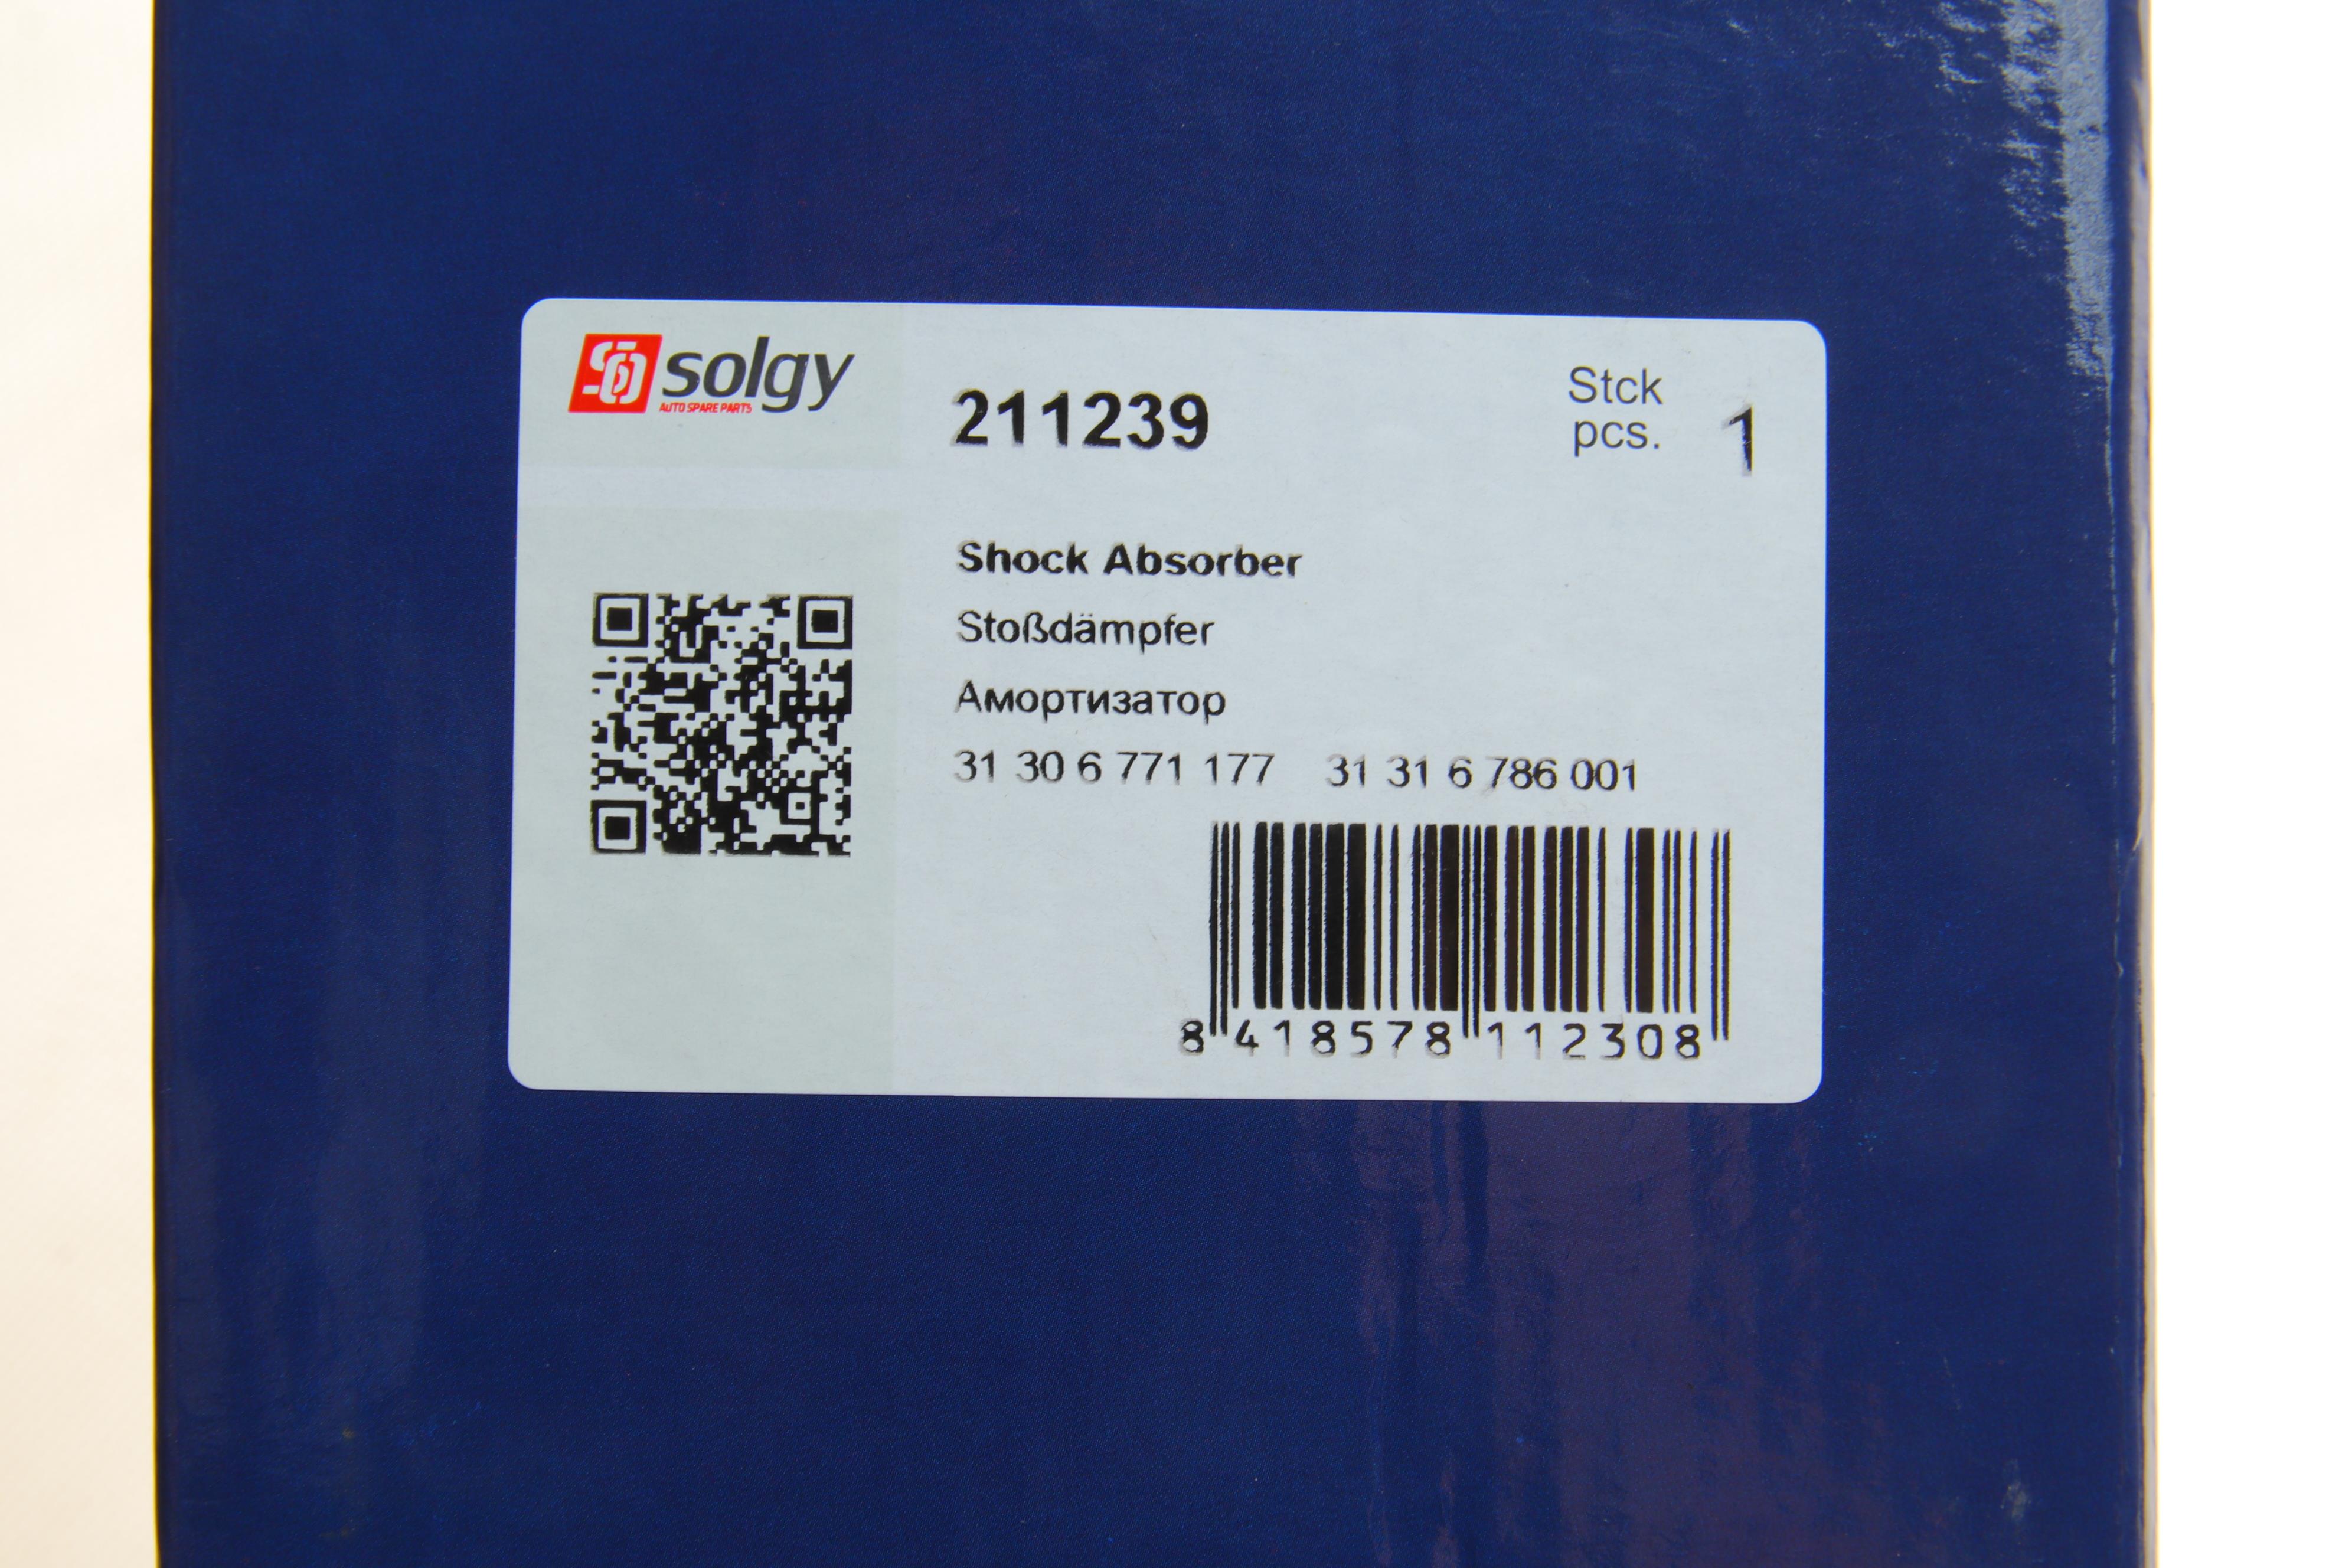 solgy
AUTO SPARE PARTS
211239
Stck
pcs. 1
Shock Absorber
Stoßdämpfer
Амортизатор
31 30 6 771 177 31 31 6 786 001
8 418578 112308